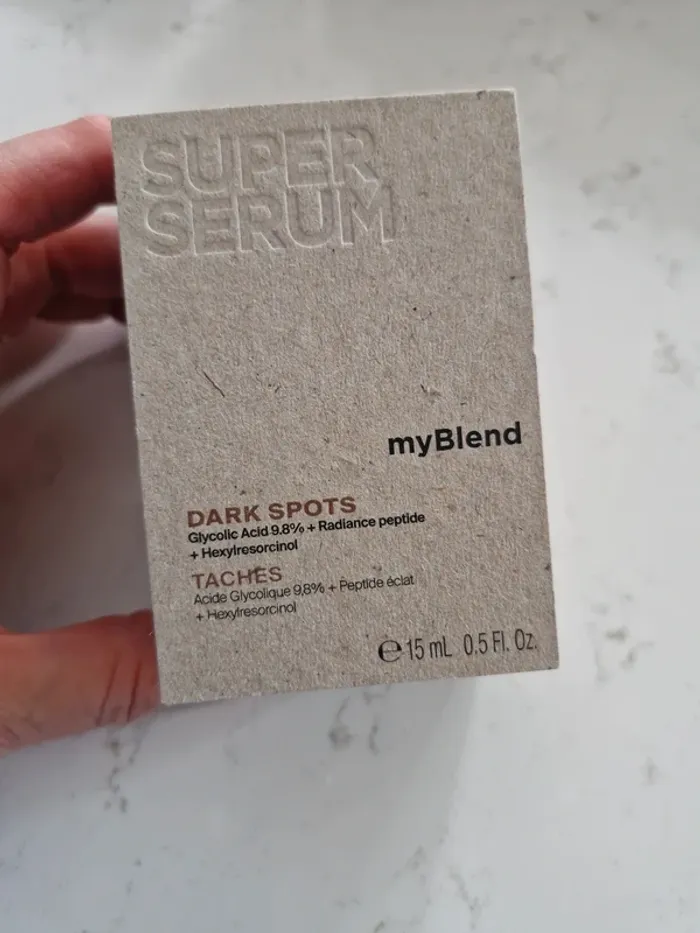 SUPER
SERUM
myBlend
DARK SPOTS
Glycolic Acid 9.8% + Radiance peptide
+ Hexylresorcinol
TACHES
Acide Glycolique 9,8% + Peptide éclat
+ Hexylresorcinol
℮ 15 mL 0.5 Fl. Oz.